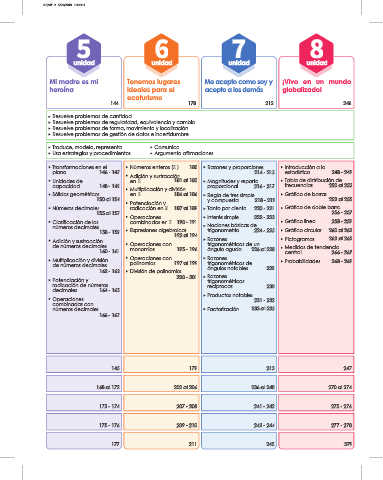 5
unidad
6
unidad
7
unidad
8
unidad
Mi madre es mi
heroína
144
Tenemos lugares
ideales para el
ecoturismo
178
Me acepto como soy y
acepto a los demás
212
¡Vivo en un mundo
globalizado!
246
• Resuelve problemas de cantidad
• Resuelve problemas de regularidad, equivalencia y cambio
• Resuelve problemas de forma, movimiento y localización
• Resuelve problemas de gestión de datos e incertidumbre
• Traduce, modela, representa • Comunica
• Usa estrategias y procedimientos • Argumenta afirmaciones
• Transformaciones en el
plano 146 - 147
• Unidades de
capacidad 148 - 149
• Sólidos geométricos
150 al 154
• Números decimales
155 al 157
• Clasificación de los
números decimales
158 - 159
• Adición y sustracción
de números decimales
160 - 161
• Multiplicación y división
de números decimales
162 - 163
• Potenciación y
radicación de números
decimales 164 - 165
• Operaciones
combinadas con
números decimales
166 - 167
• Números enteros (ℤ) 180
• Adición y sustracción
en ℤ 181 al 183
• Multiplicación y división
en ℤ 184 al 186
• Potenciación y
radicación en ℤ 187 al 189
• Operaciones
combinadas en ℤ 190 - 191
• Expresiones algebraicas
192 al 194
• Operaciones con
monomios 195 - 196
• Operaciones con
polinomios 197 al 199
• División de polinomios
200 - 201
• Razones y proporciones
214 - 215
• Magnitudes y reparto
proporcional 216 - 217
• Regla de tres simple
y compuesta 218 - 219
• Tanto por ciento 220 - 221
• Interés simple 222 - 223
• Nociones básicas de
trigonometría 224 - 225
• Razones
trigonométricas de un
ángulo agudo 226 al 228
• Razones
trigonométricas de
ángulos notables 229
• Razones
trigonométricas
recíprocas 230
• Productos notables
231 - 232
• Factorización 233 al 235
• Introducción a la
estadística 248 - 249
• Tabla de distribución de
frecuencias 250 al 252
• Gráfico de barras
253 al 255
• Gráfico de doble barra
256 - 257
• Gráfico lineal 258 - 259
• Gráfico circular 260 al 262
• Pictogramas 263 al 265
• Medidas de tendencia
central 266 - 267
• Probabilidades 268 - 269
145
179
213
247
168 al 172
202 al 206
236 al 240
270 al 274
173 - 174
207 - 208
241 - 242
275 - 276
175 - 176
209 - 210
243 - 244
277 - 278
177
211
245
279